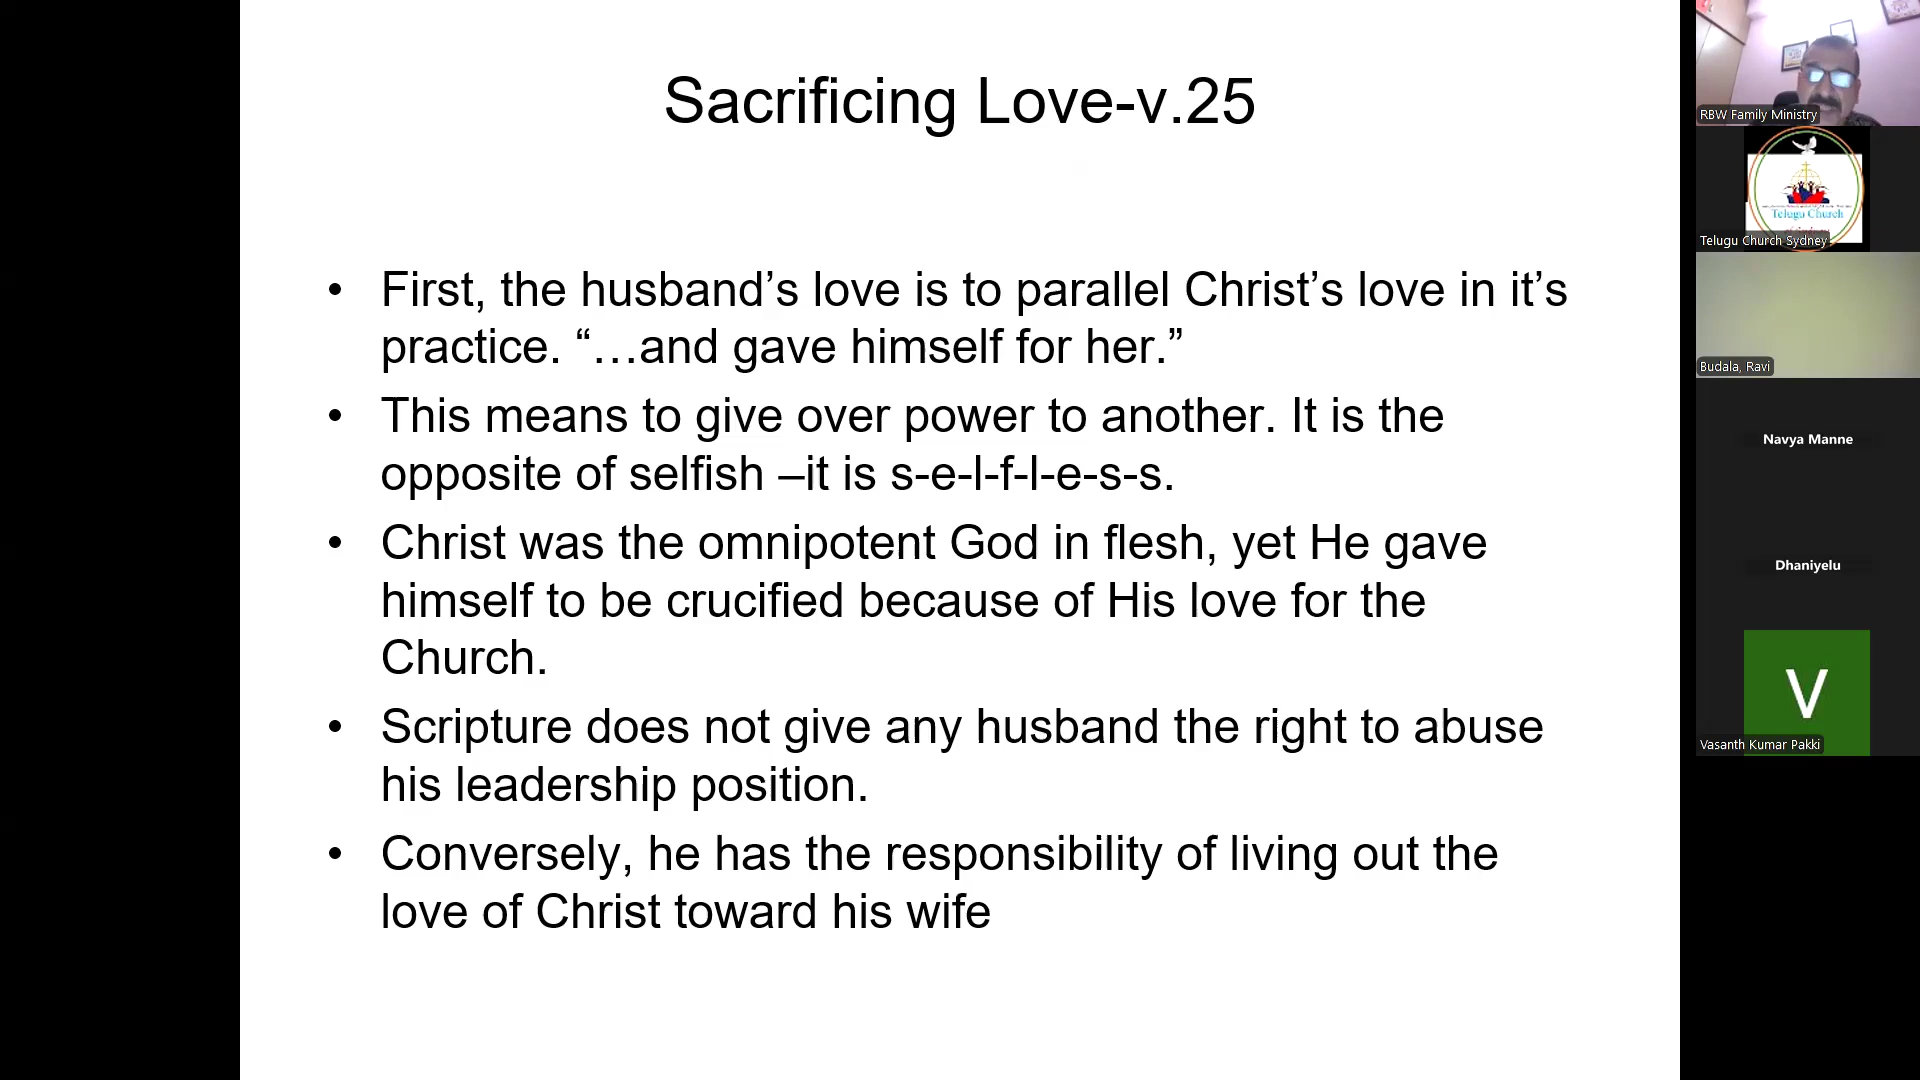 Sacrificing Love-v.25
• First, the husband’s love is to parallel Christ’s love in it’s
practice. “…and gave himself for her.”
• This means to give over power to another. It is the
opposite of selfish –it is s-e-l-f-l-e-s-s.
• Christ was the omnipotent God in flesh, yet He gave
himself to be crucified because of His love for the
Church.
• Scripture does not give any husband the right to abuse
his leadership position.
• Conversely, he has the responsibility of living out the
love of Christ toward his wife
RBW Family Ministry
Telugu Church
Telugu Church Sydney
Budala, Ravi
Navya Manne
Dhaniyelu
V
Vasanth Kumar Pakki